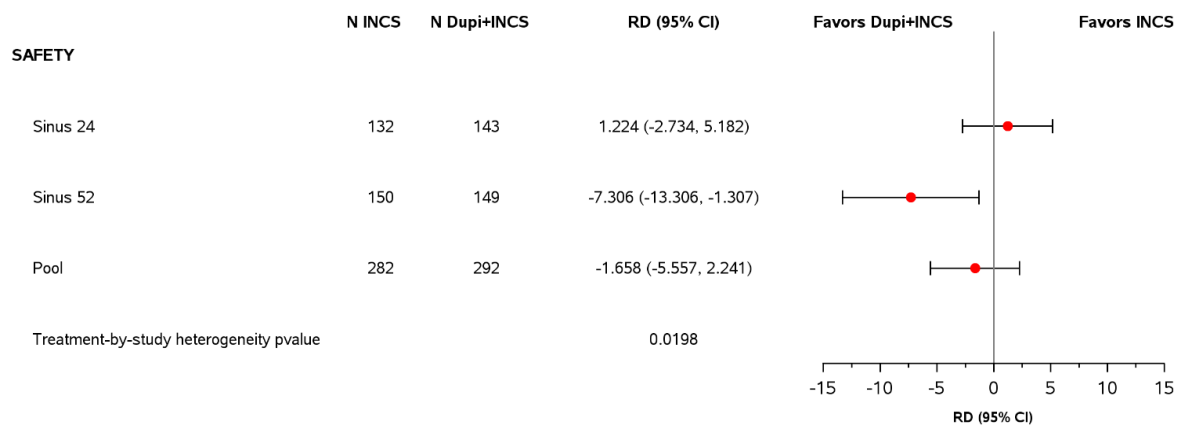 N INCS N Dupi+INCS RD (95% CI) Favors Dupi+INCS Favors INCS
SAFETY
Sinus 24 132 143 1.224 (-2.734, 5.182)
Sinus 52 150 149 -7.306 (-13.306, -1.307)
Pool 282 292 -1.658 (-5.557, 2.241)
Treatment-by-study heterogeneity pvalue 0.0198
-15 -10 -5 0 5 10 15
RD (95% CI)